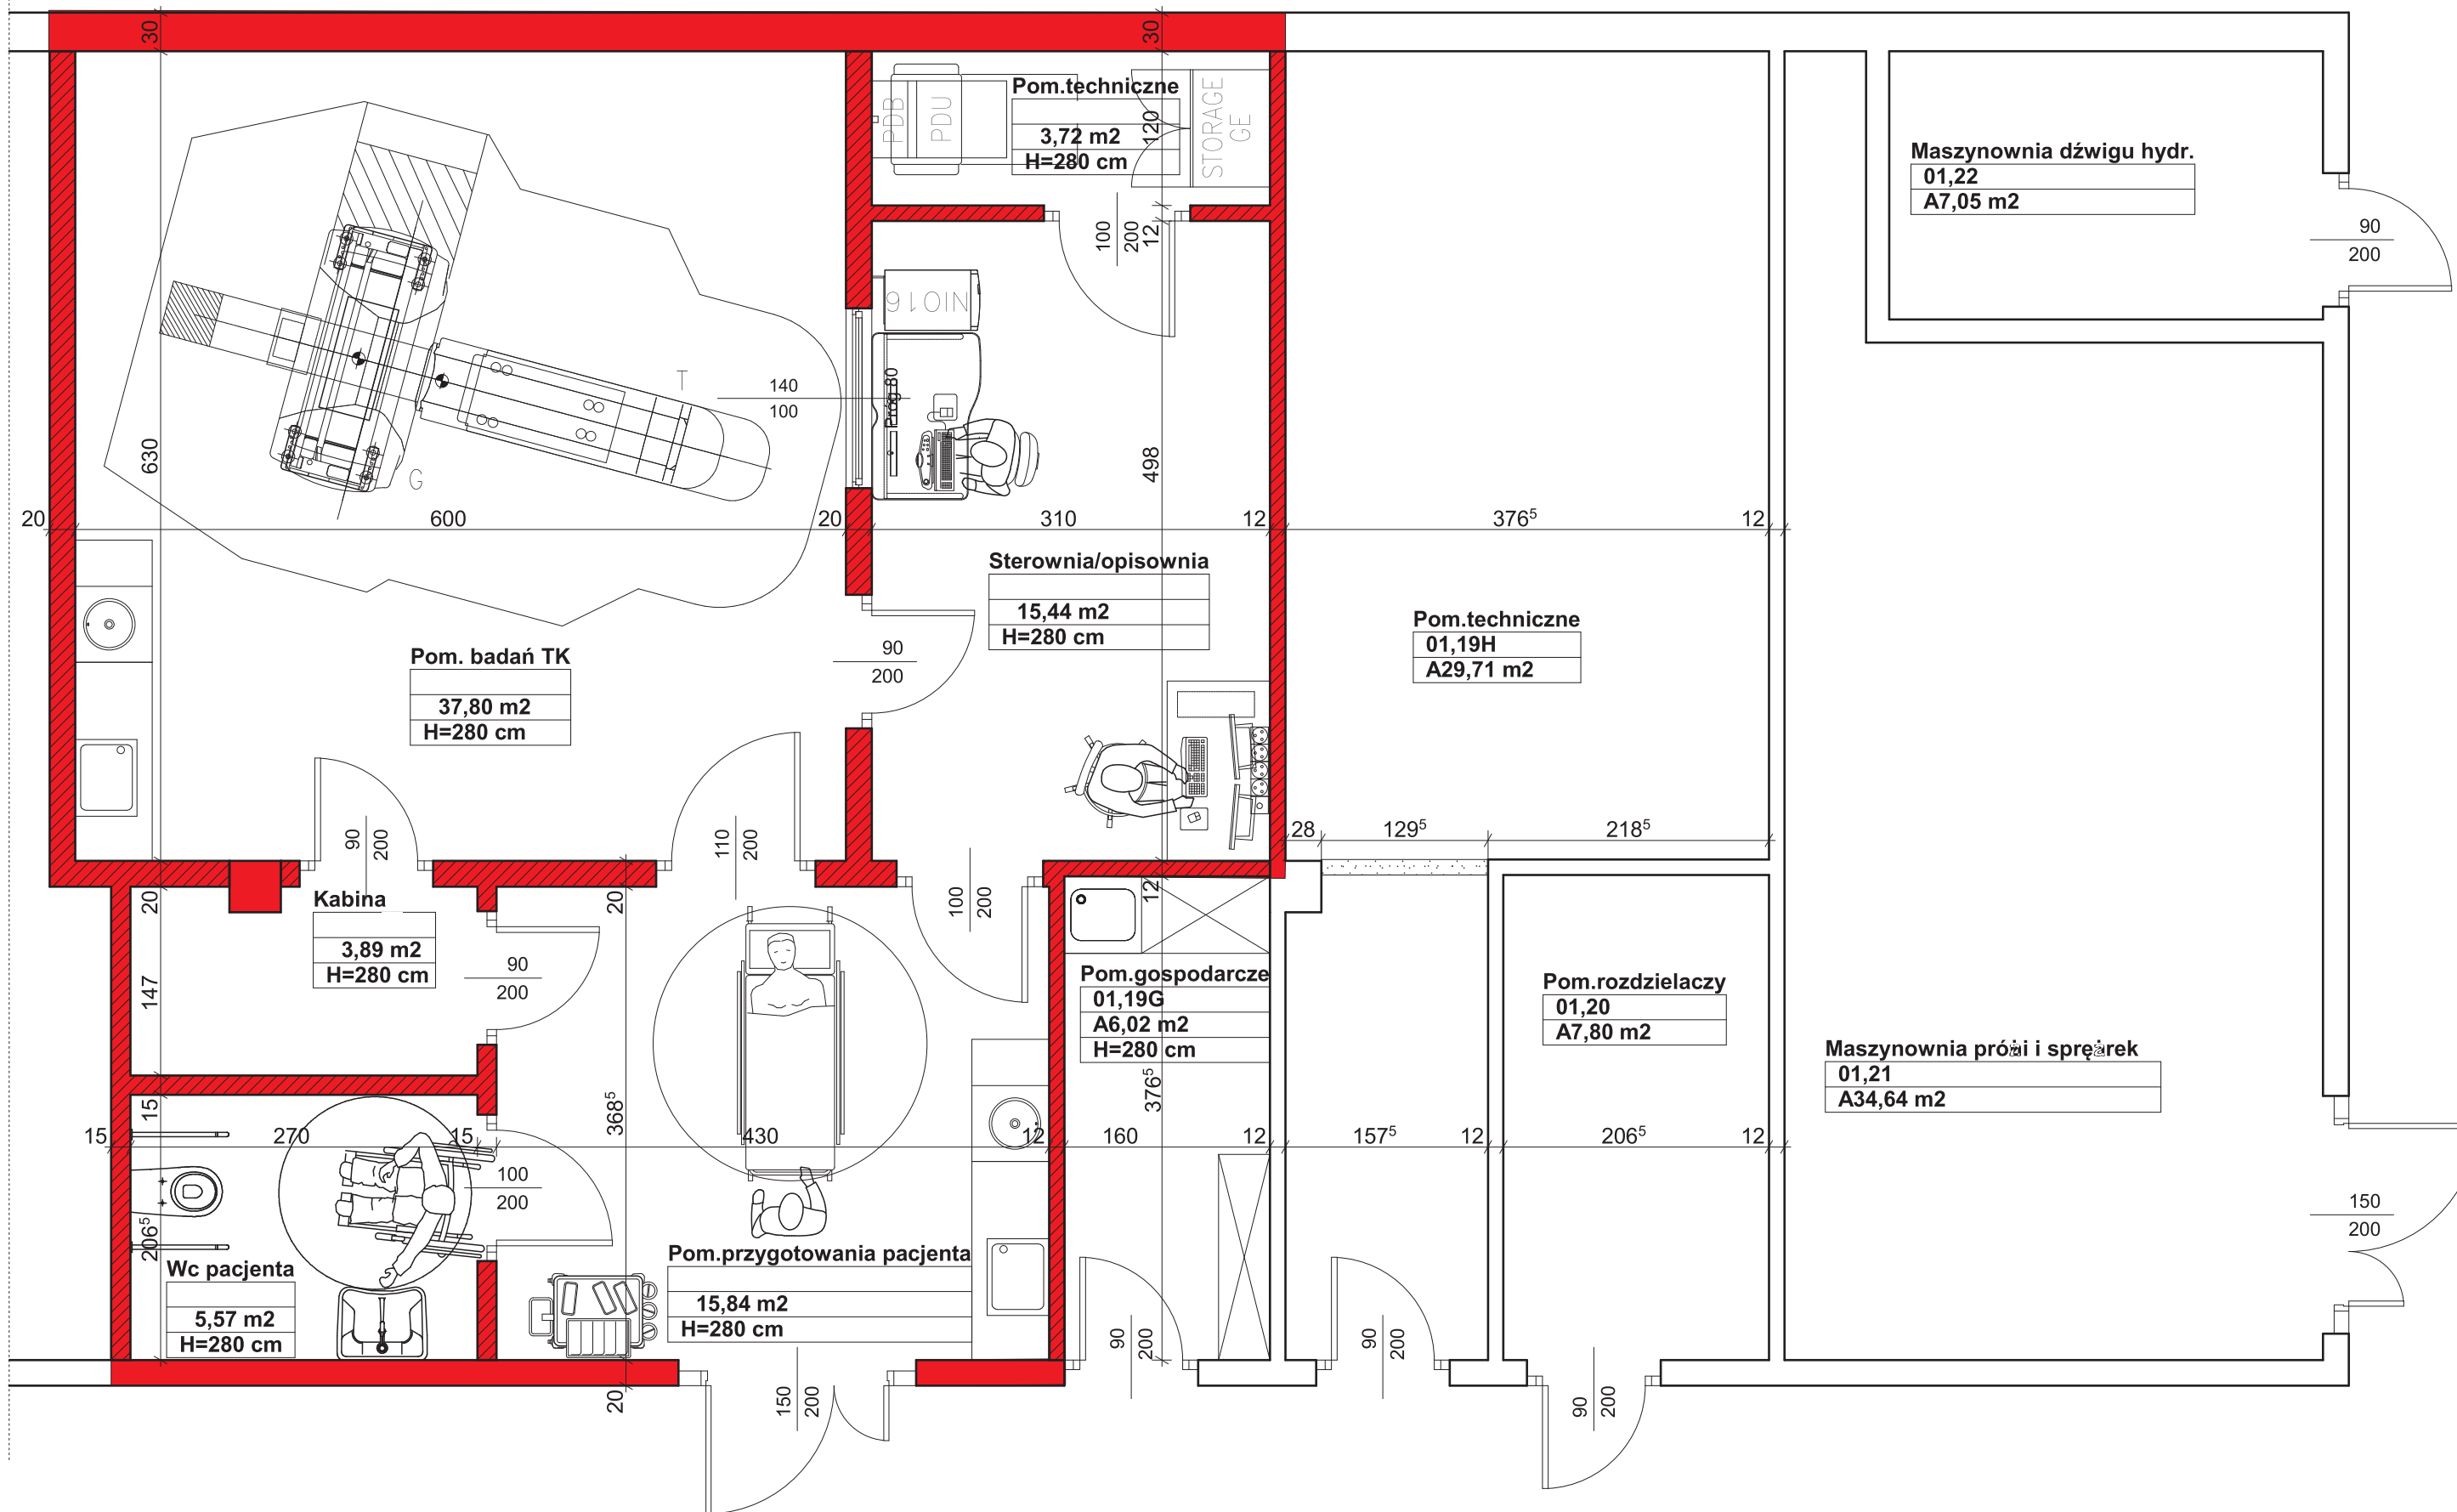 30
30
PDB
PDU
Pom.techniczne
3,72 m2
H=280 cm
120
STORAGE
GE
Maszynownia dźwigu hydr.
01,22
A7,05 m2
90
200
100
200
12
NIO16
T
140
100
Próg 80
630
G
498
20
600
20
310
12
376⁵
12
Sterownia/opisownia
15,44 m2
H=280 cm
Pom.techniczne
01,19H
A29,71 m2
Pom. badań TK
37,80 m2
H=280 cm
90
200
90
200
110
200
28
129⁵
218⁵
20
Kabina
3,89 m2
H=280 cm
20
100
200
12
147
90
200
Pom.gospodarcze
01,19G
A6,02 m2
H=280 cm
Pom.rozdzielaczy
01,20
A7,80 m2
Maszynownia i
01,21
A34,64 m2
15
368⁵
376⁵
15
270
15
430
12
160
12
157⁵
12
206⁵
12
100
200
150
200
206⁵
Wc pacjenta
5,57 m2
H=280 cm
Pom.przygotowania pacjenta
15,84 m2
H=280 cm
90
200
90
200
20
150
200
90
200